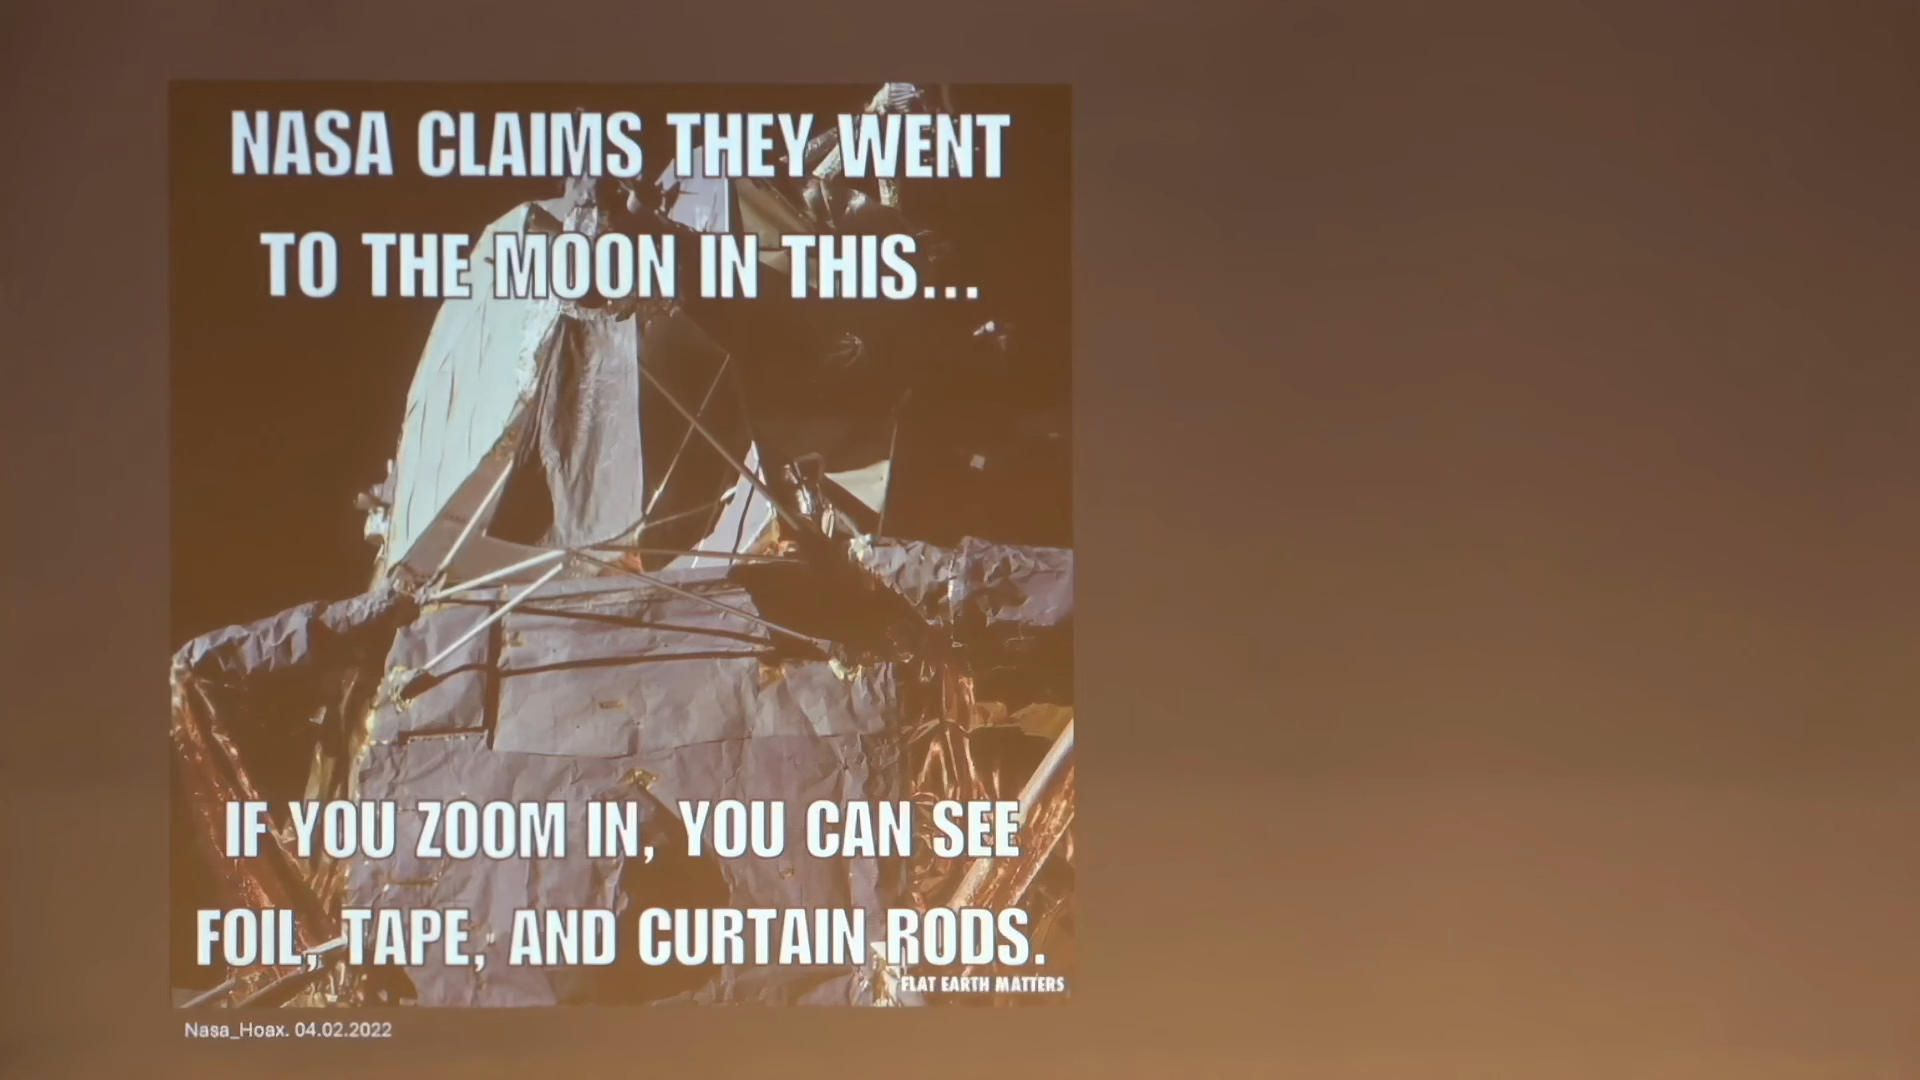 NASA CLAIMS THEY WENT
TO THE MOON IN THIS...
IF YOU ZOOM IN, YOU CAN SEE
FOIL, TAPE, AND CURTAIN RODS.
FLAT EARTH MATTERS
Nasa_Hoax. 04.02.2022